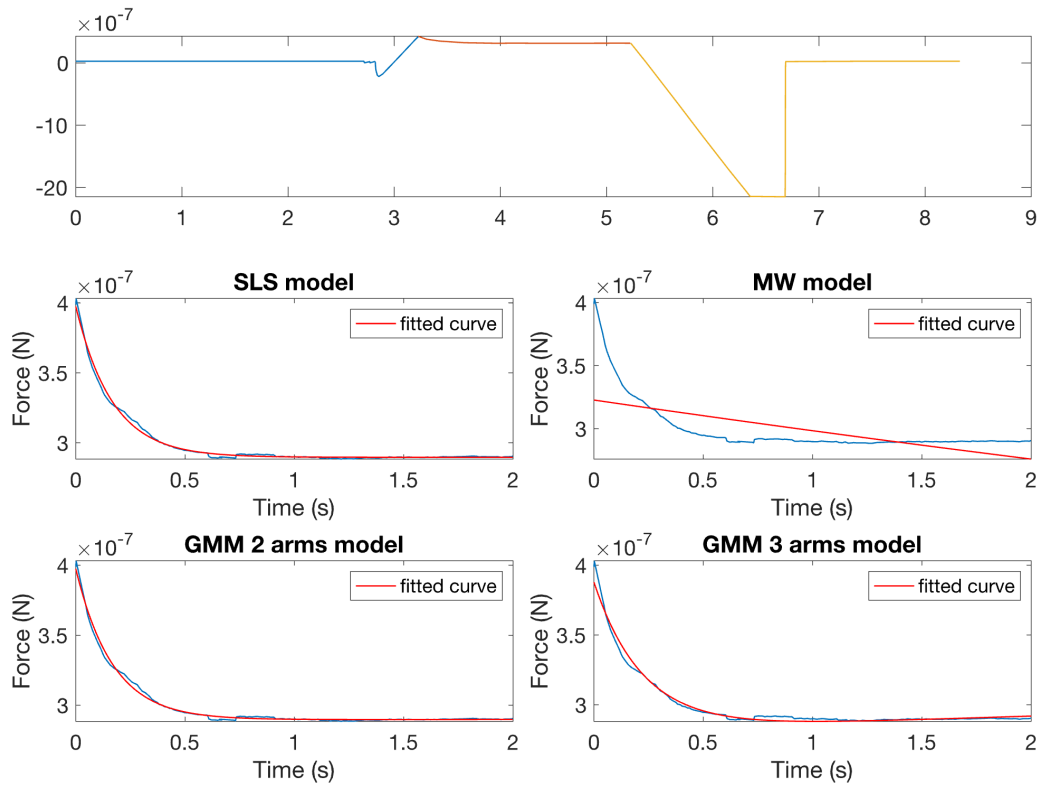 ×10-7
0
-10
-20
0 1 2 3 4 5 6 7 8 9
×10-7 SLS model
4
3.5
3
Force (N)
fitted curve
0 0.5 1 1.5 2
Time (s)
×10-7 MW model
4
3.5
3
Force (N)
fitted curve
0 0.5 1 1.5 2
Time (s)
×10-7 GMM 2 arms model
4
3.5
3
Force (N)
fitted curve
0 0.5 1 1.5 2
Time (s)
×10-7 GMM 3 arms model
4
3.5
3
Force (N)
fitted curve
0 0.5 1 1.5 2
Time (s)